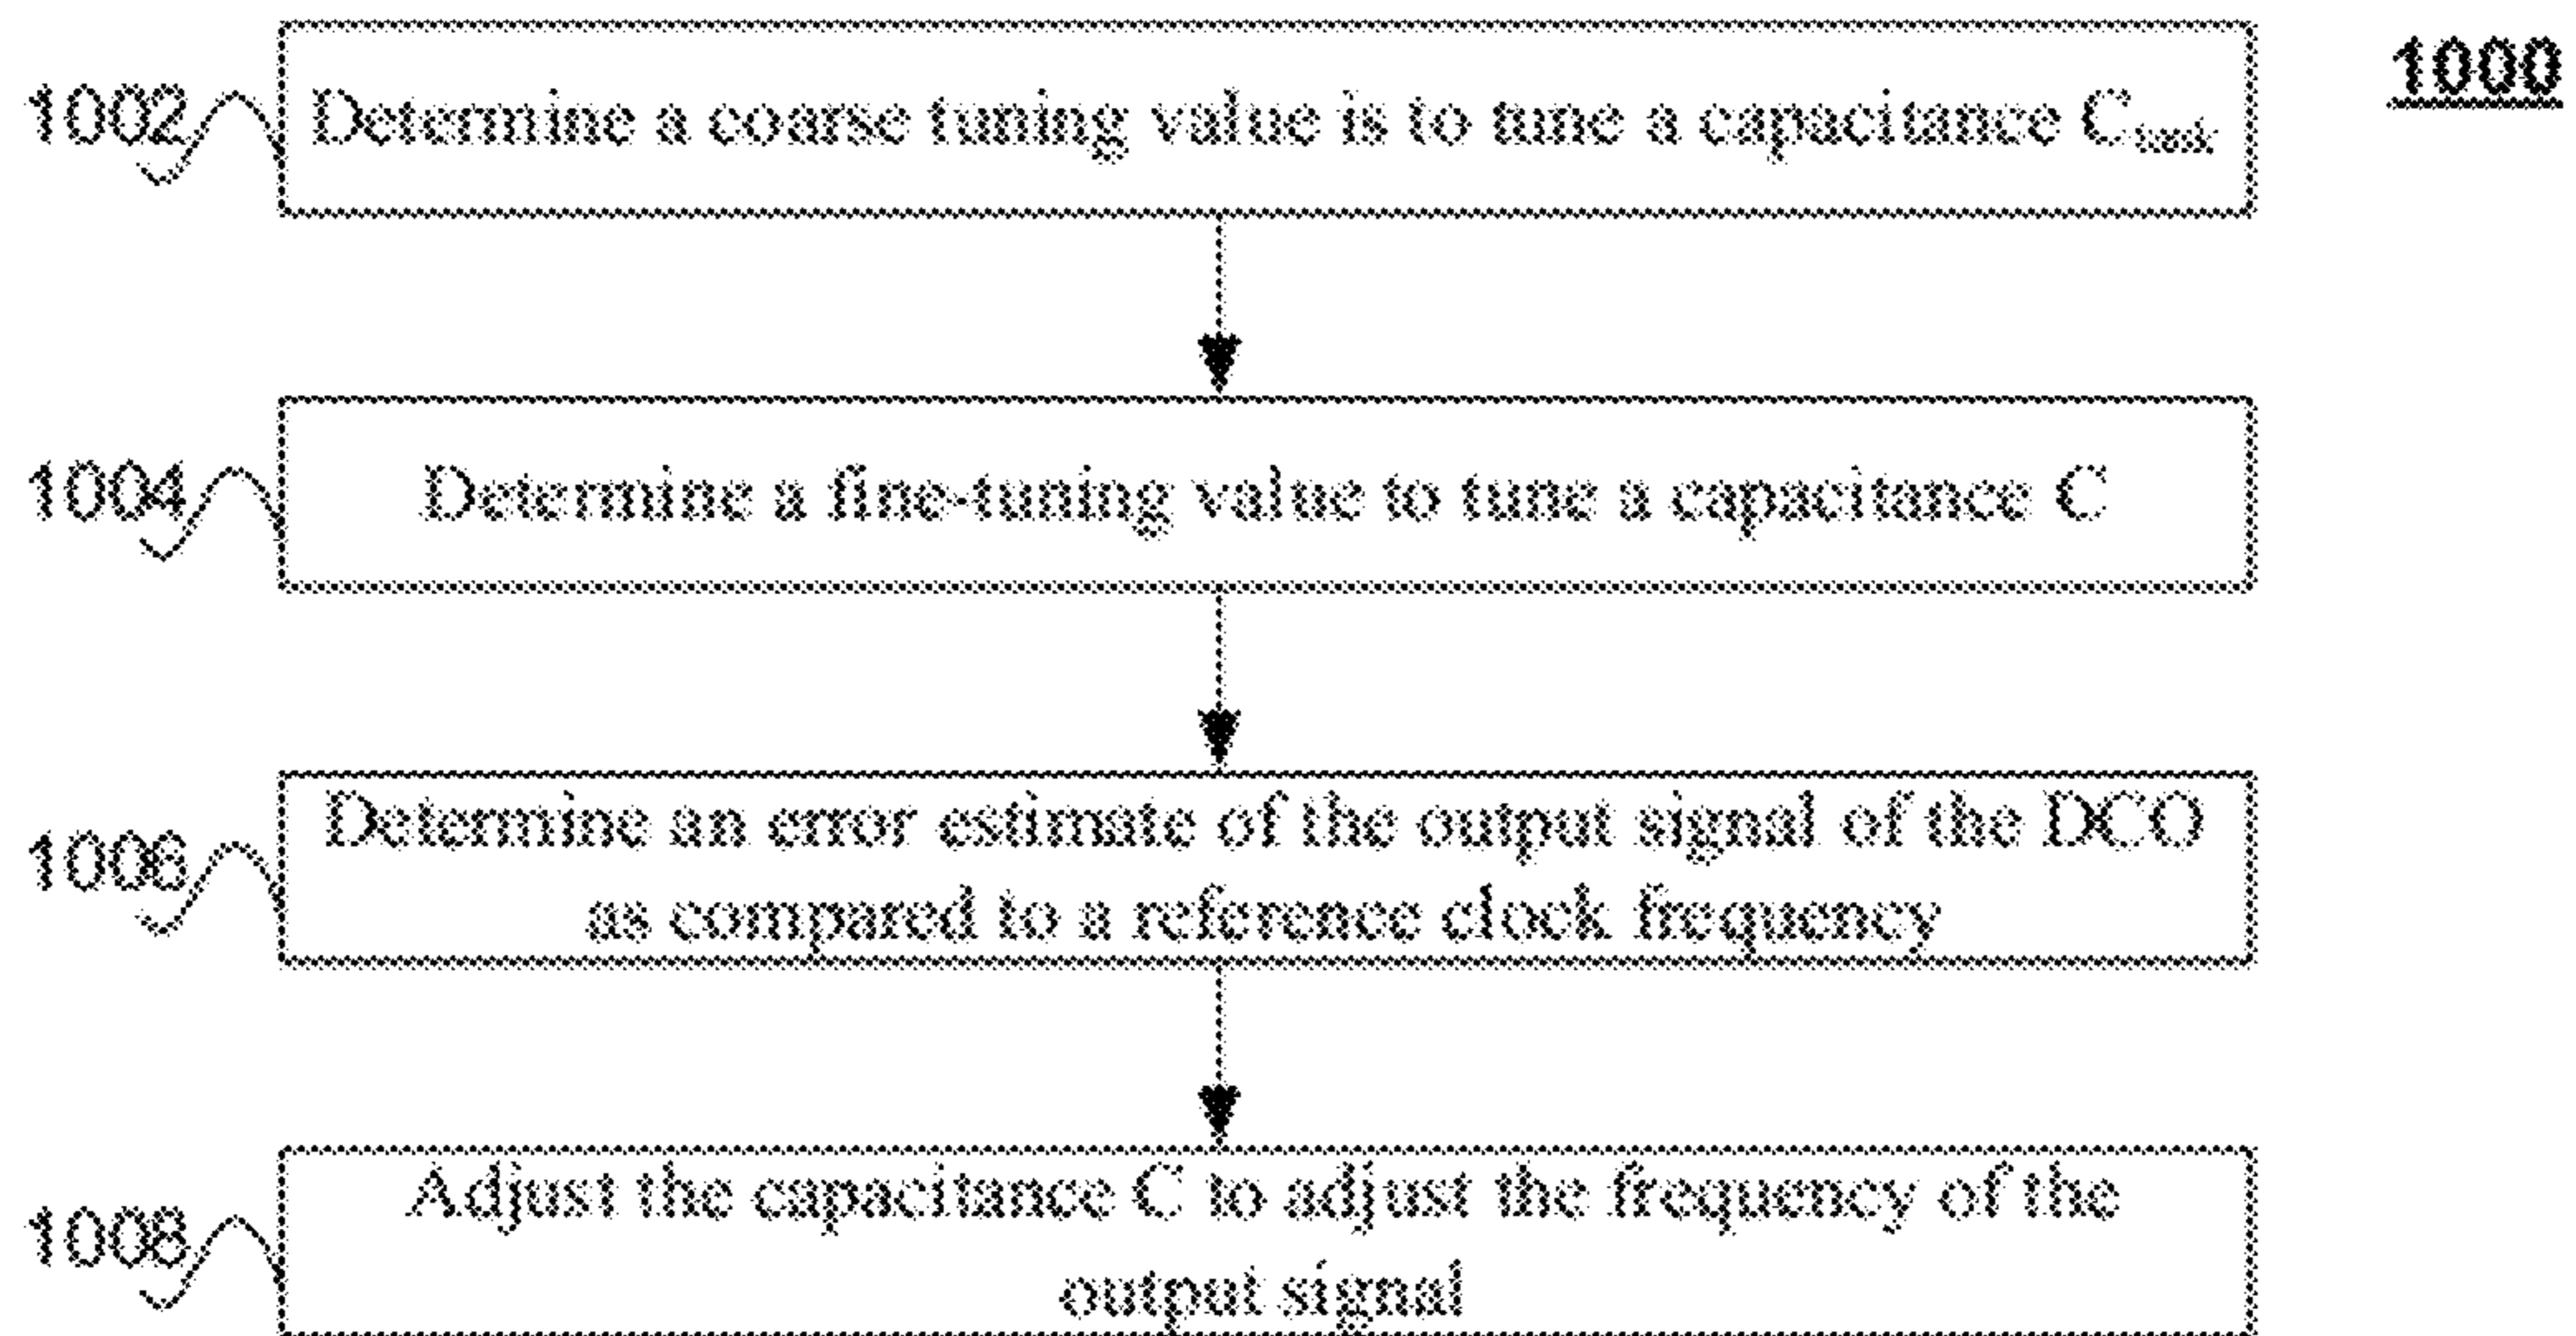 1000
1002 Determine a coarse tuning value is to tune a capacitance Ctank
1004 Determine a fine-tuning value to tune a capacitance C
1006 Determine an error estimate of the output signal of the DCO
as compared to a reference clock frequency
1008 Adjust the capacitance C to adjust the frequency of the
output signal